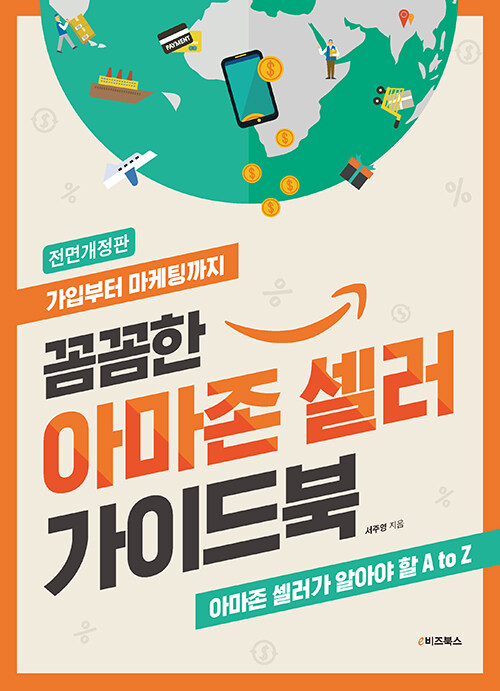 PAYMENT
전면개정판
가입부터 마케팅까지
꼼꼼한
아마존 셀러
가이드북
서주영 지음
아마존 셀러가 알아야 할 A to Z
e비즈북스